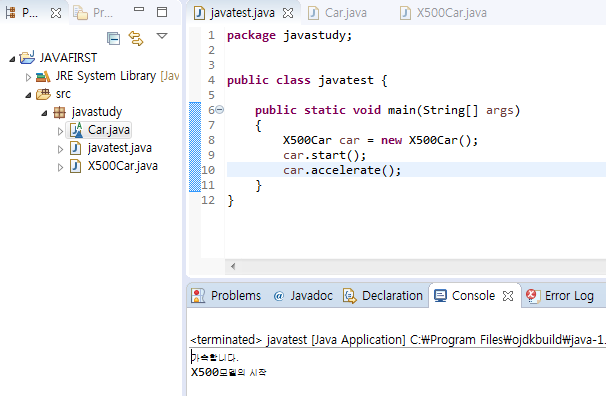 P...
Pr...
JAVAFIRST
JRE System Library [Jav
src
javastudy
Car.java
javatest.java
X500Car.java
javatest.java
Car.java
X500Car.java
1 package javastudy;
2
3
4 public class javatest {
5
6 public static void main(String[] args)
7 {
8 X500Car car = new X500Car();
9 car.start();
10 car.accelerate();
11 }
12 }
Problems
@ Javadoc
Declaration
Console
Error Log
<terminated> javatest [Java Application] C:₩Program Files₩ojdkbuild₩java-1.
가속합니다.
X500모델의 시작